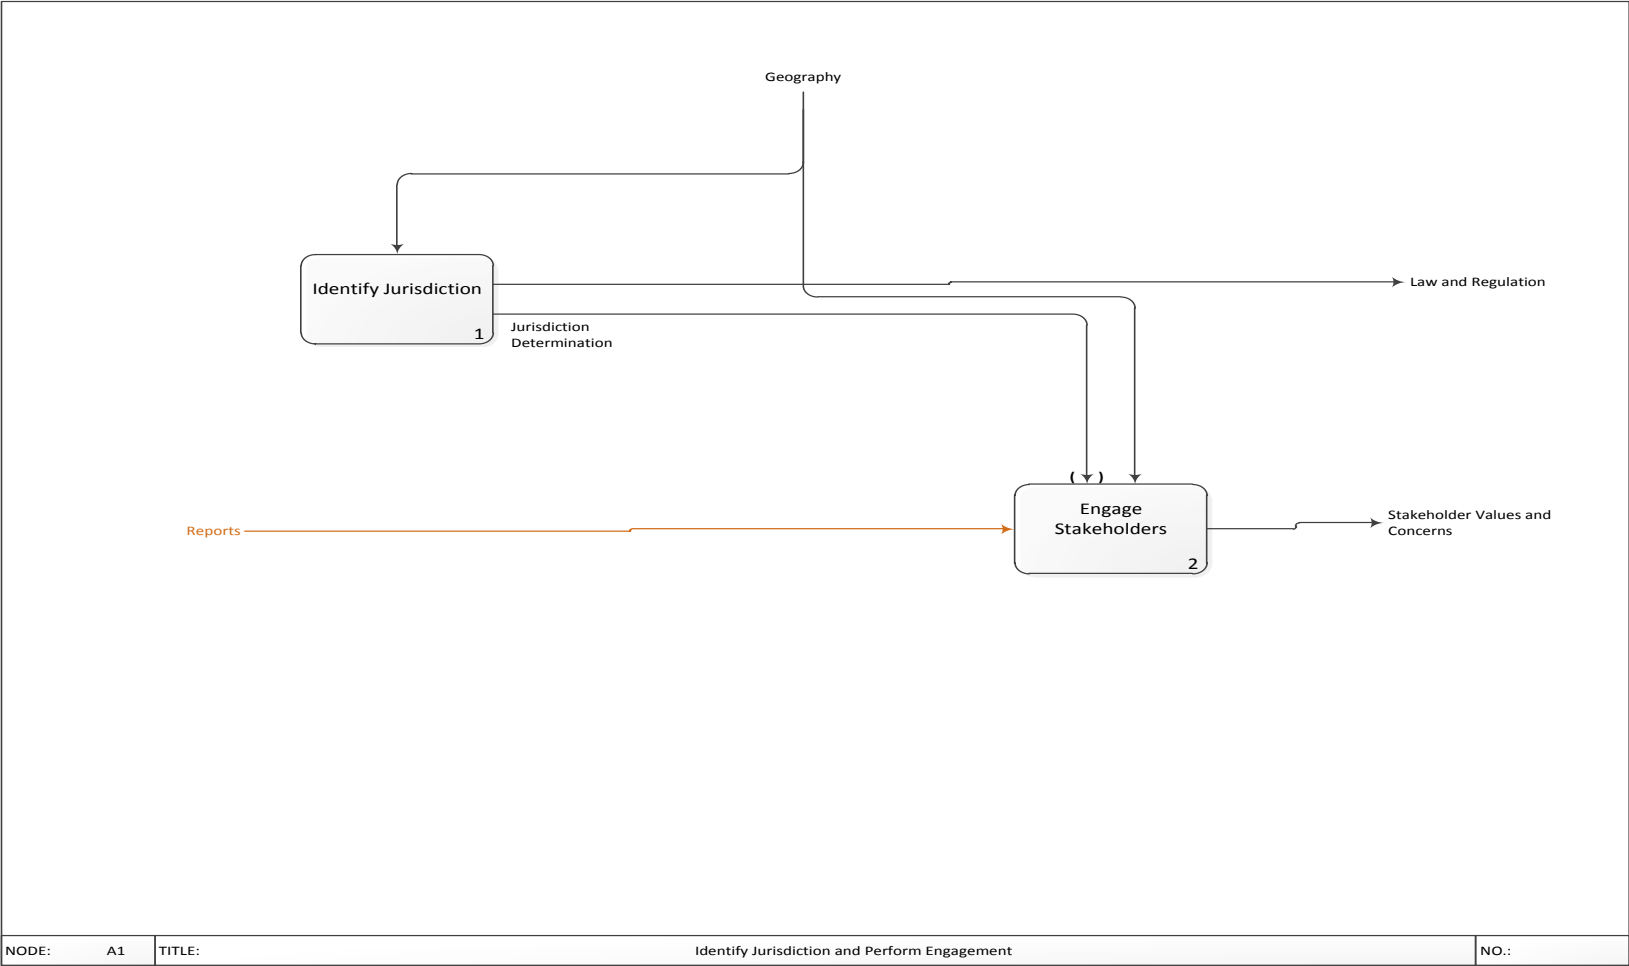 Geography
Identify Jurisdiction
1
Law and Regulation
Jurisdiction
Determination
( )
Reports
Engage
Stakeholders
2
Stakeholder Values and
Concerns
NODE: A1 TITLE: Identify Jurisdiction and Perform Engagement NO.: